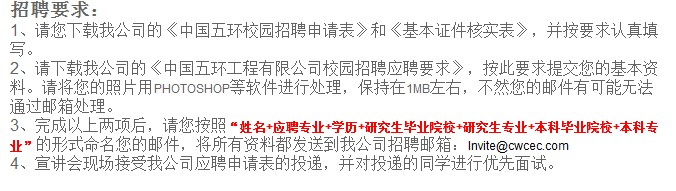 招聘要求：
1、请您下载我公司的《中国五环校园招聘申请表》和《基本证件核实表》，并按要求认真填
写。
2、请下载我公司的《中国五环工程有限公司校园招聘应聘要求》，按此要求提交您的基本资
料。请将您的照片用PHOTOSHOP等软件进行处理，保持在1MB左右，不然您的邮件有可能无法
通过邮箱处理。
3、完成以上两项后，请您按照“姓名+应聘专业+学历+研究生毕业院校+研究生专业+本科毕业院校+本科专
业”的形式命名您的邮件，将所有资料都发送到我公司招聘邮箱：Invite@cwcec.com
4、宣讲会现场接受我公司应聘申请表的投递，并对投递的同学进行优先面试。